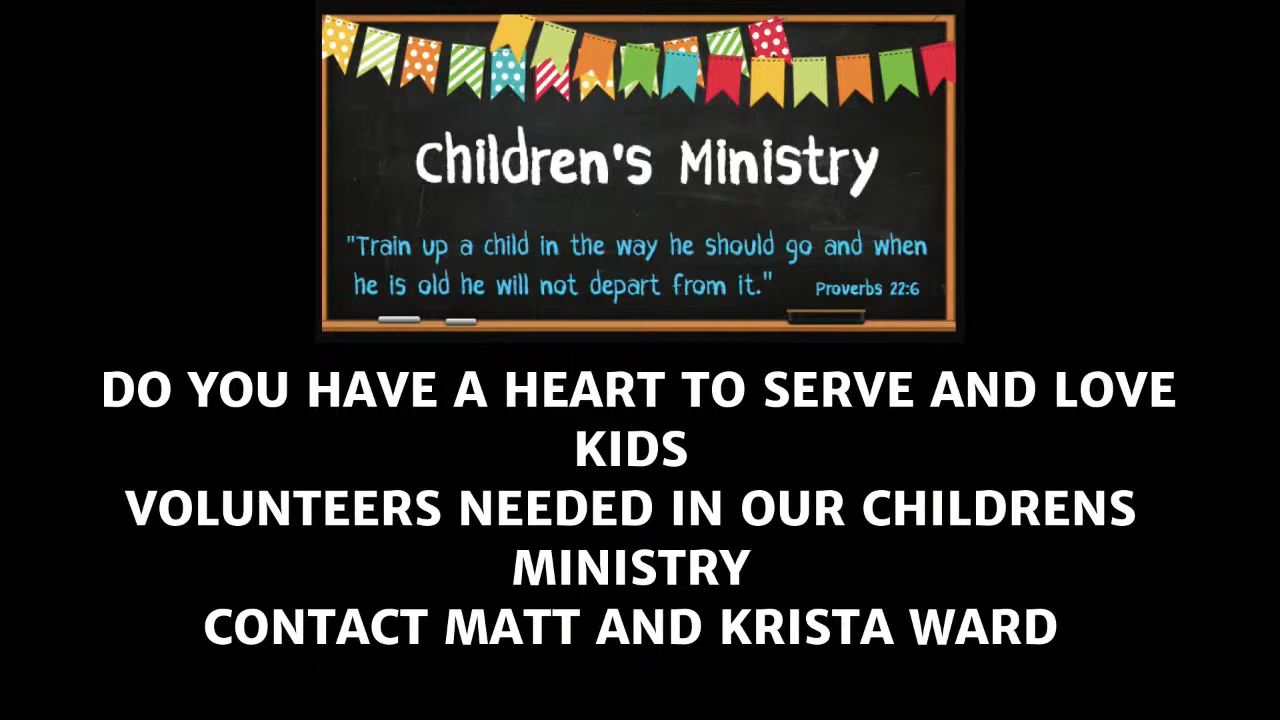 Children's Ministry
"Train up a child in the way he should go and when
he is old he will not depart from it." Proverbs 22:6
DO YOU HAVE A HEART TO SERVE AND LOVE
KIDS
VOLUNTEERS NEEDED IN OUR CHILDRENS
MINISTRY
CONTACT MATT AND KRISTA WARD